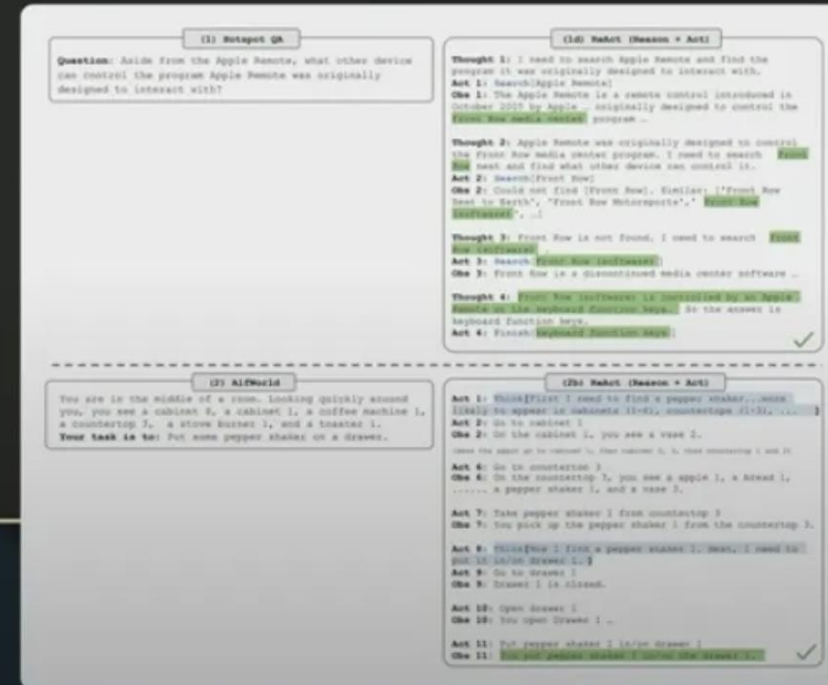 (1) Hotspot QA
Question: Aside from the Apple Remote, what other device
can control the program Apple Remote was originally
designed to interact with?
(1d) ReAct (Reason + Act)
Thought 1: I need to search Apple Remote and find the
program it was originally designed to interact with.
Act 1: Search[Apple Remote]
Obs 1: The Apple Remote is a remote control introduced in
October 2005 by Apple … originally designed to control the
Front Row media center program …
Thought 2: Apple Remote was originally designed to control
the Front Row media center program. I need to search Front
Row next and find what other device can control it.
Act 2: Search[Front Row]
Obs 2: Could not find [Front Row]. Similar: ['Front Row
Seat to Earth', 'Front Row Motorsports', 'Front Row
(software)', …]
Thought 3: Front Row is not found. I need to search Front
Row (software) .
Act 3: Search[Front Row (software)]
Obs 3: Front Row is a discontinued media center software …
Thought 4: Front Row (software) is controlled by an Apple
Remote or the keyboard function keys. So the answer is
keyboard function keys.
Act 4: Finish[keyboard function keys]
(2) AlfWorld
You are in the middle of a room. Looking quickly around
you, you see a cabinet 6, a cabinet 1, a coffee machine 1,
a countertop 3, a stove burner 1, and a toaster 1.
Your task is to: Put some pepper shaker on a drawer.
(2b) ReAct (Reason + Act)
Act 1: Think[First I need to find a pepper shaker...more
likely to appear in cabinets (1-6), countertops (1-3), ... ]
Act 2: Go to cabinet 1
Obs 2: On the cabinet 1, you see a vase 2.
Act 6: Go to countertop 3
Obs 6: On the countertop 3, you see a apple 1, a bread 1,
...... a pepper shaker 1, and a vase 3.
Act 7: Take pepper shaker 1 from countertop 3
Obs 7: You pick up the pepper shaker 1 from the countertop 3.
Act 8: Think[Now I find a pepper shaker 1. Next, I need to
put it in/on drawer 1. ]
Act 9: Go to drawer 1
Obs 9: Drawer 1 is closed.
Act 10: Open drawer 1
Obs 10: You open Drawer 1 …
Act 11: Put pepper shaker 1 in/on drawer 1
Obs 11: You put pepper shaker 1 in/on the drawer 1.